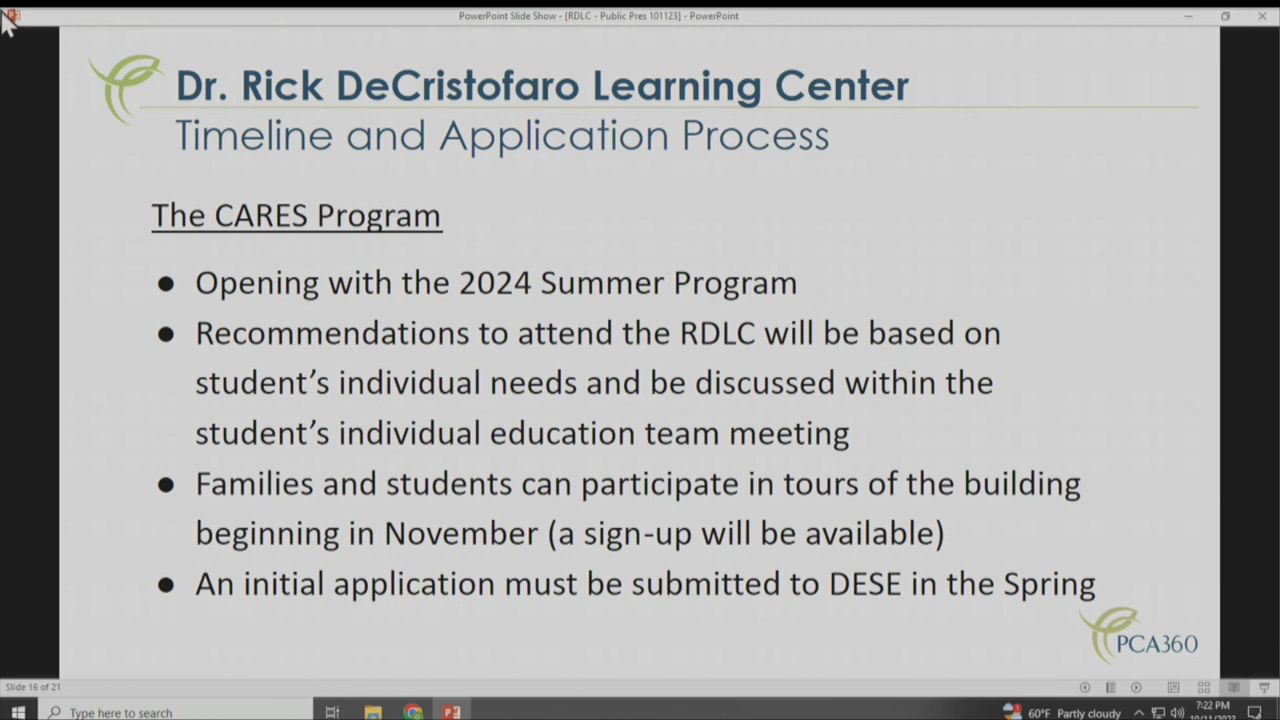 PowerPoint Slide Show - [RDLC - Public Pres 101123] - PowerPoint
Dr. Rick DeCristofaro Learning Center
Timeline and Application Process
The CARES Program
● Opening with the 2024 Summer Program
● Recommendations to attend the RDLC will be based on
student’s individual needs and be discussed within the
student’s individual education team meeting
● Families and students can participate in tours of the building
beginning in November (a sign-up will be available)
● An initial application must be submitted to DESE in the Spring
PCA360
Slide 16 of 21
Type here to search
60°F Partly cloudy
7:22 PM